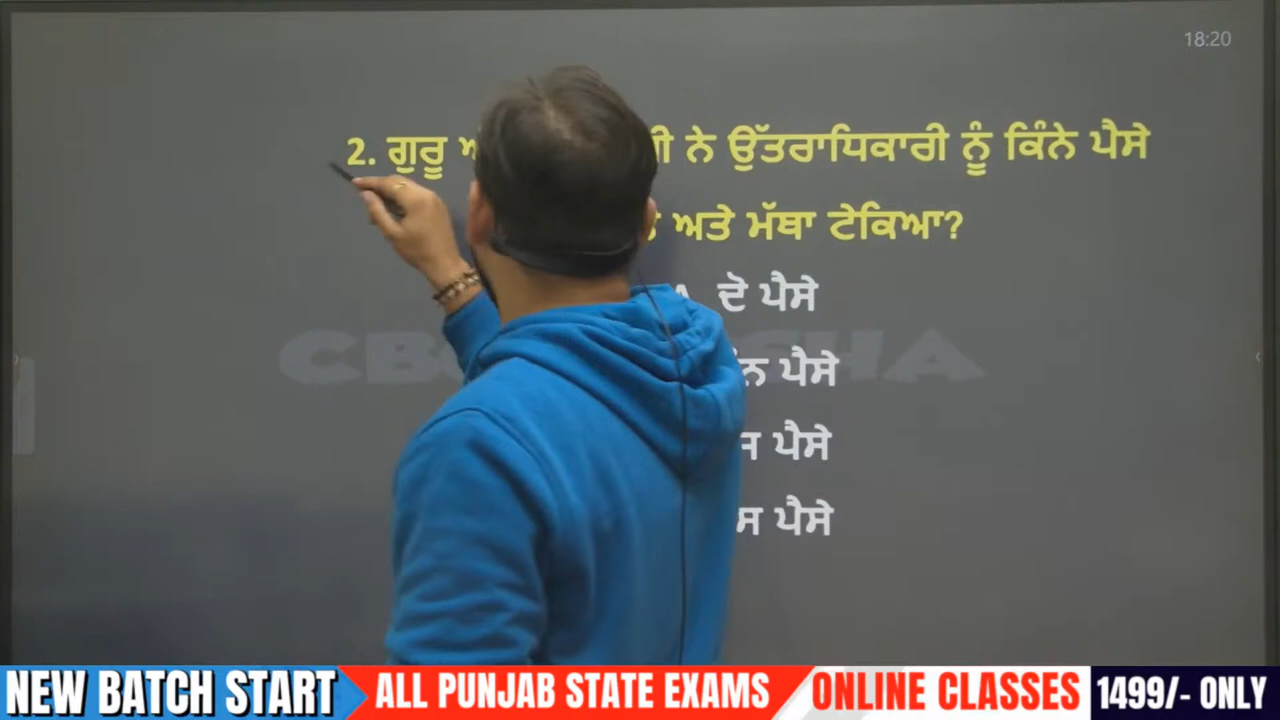 18:20
2. ਗੁਰੂ ਨੇ ਉੱਤਰਾਧਿਕਾਰੀ ਨੂੰ ਕਿੰਨੇ ਪੈਸੇ
ਅਤੇ ਮੱਥਾ ਟੇਕਿਆ?
ਦੋ ਪੈਸੇ
ਪੈਸੇ
ਪੈਸੇ
ਪੈਸੇ
NEW BATCH START ALL PUNJAB STATE EXAMS ONLINE CLASSES 1499/- ONLY